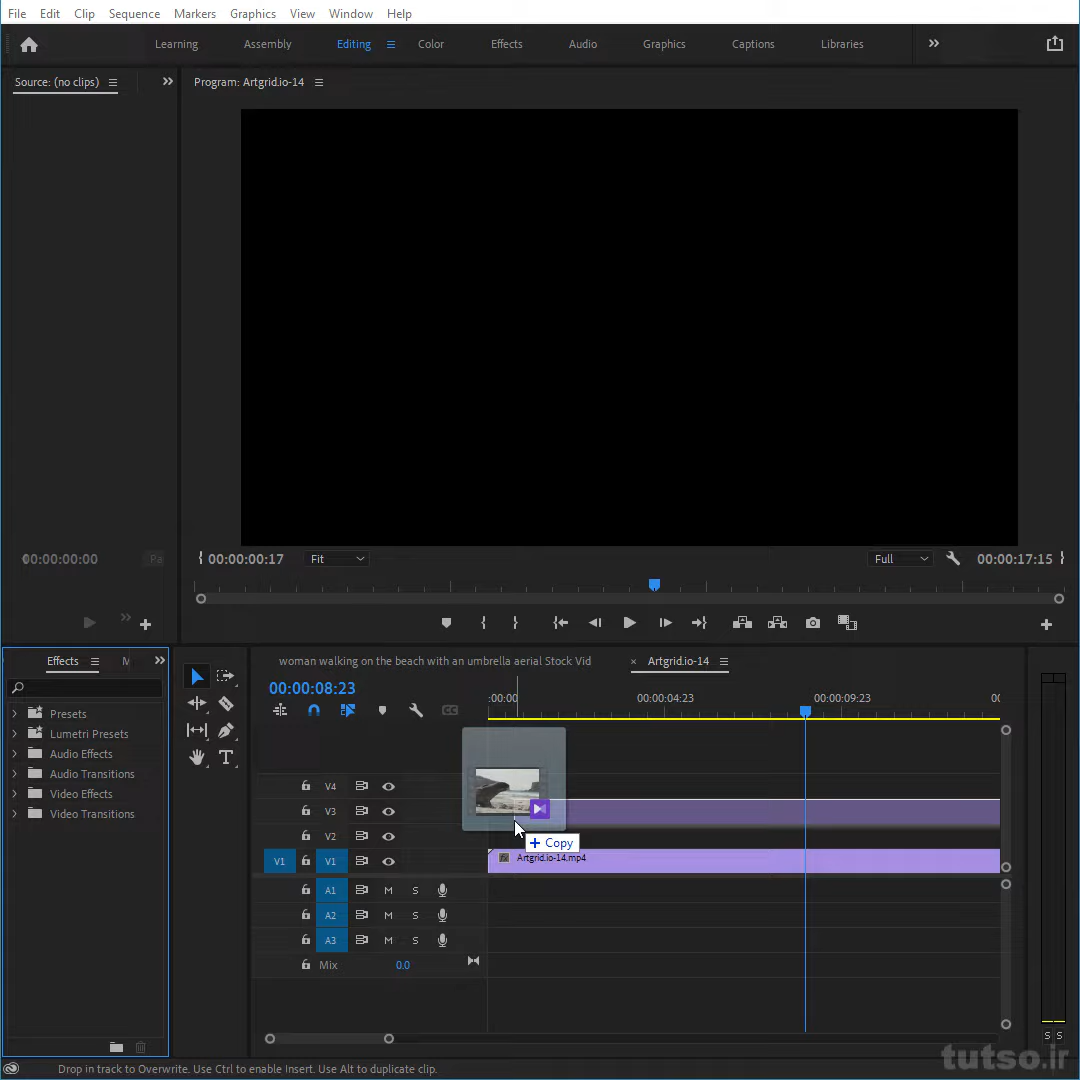 File Edit Clip Sequence Markers Graphics View Window Help
Learning Assembly Editing Color Effects Audio Graphics Captions Libraries
Source: (no clips) Program: Artgrid.io-14
00:00:00:00 Pa 00:00:00:17 Fit Full 00:00:17:15
Effects M woman walking on the beach with an umbrella aerial Stock Vid × Artgrid.io-14
00:00:08:23
:00:00 00:00:04:23 00:00:09:23 00
Presets
Lumetri Presets
Audio Effects
Audio Transitions
Video Effects
Video Transitions
V4
V3
V2
Copy
V1 V1 Artgrid.io-14.mp4
A1 M S
A2 M S
A3 M S
Mix 0.0
S S
Drop in track to Overwrite. Use Ctrl to enable Insert. Use Alt to duplicate clip.
tutso.ir